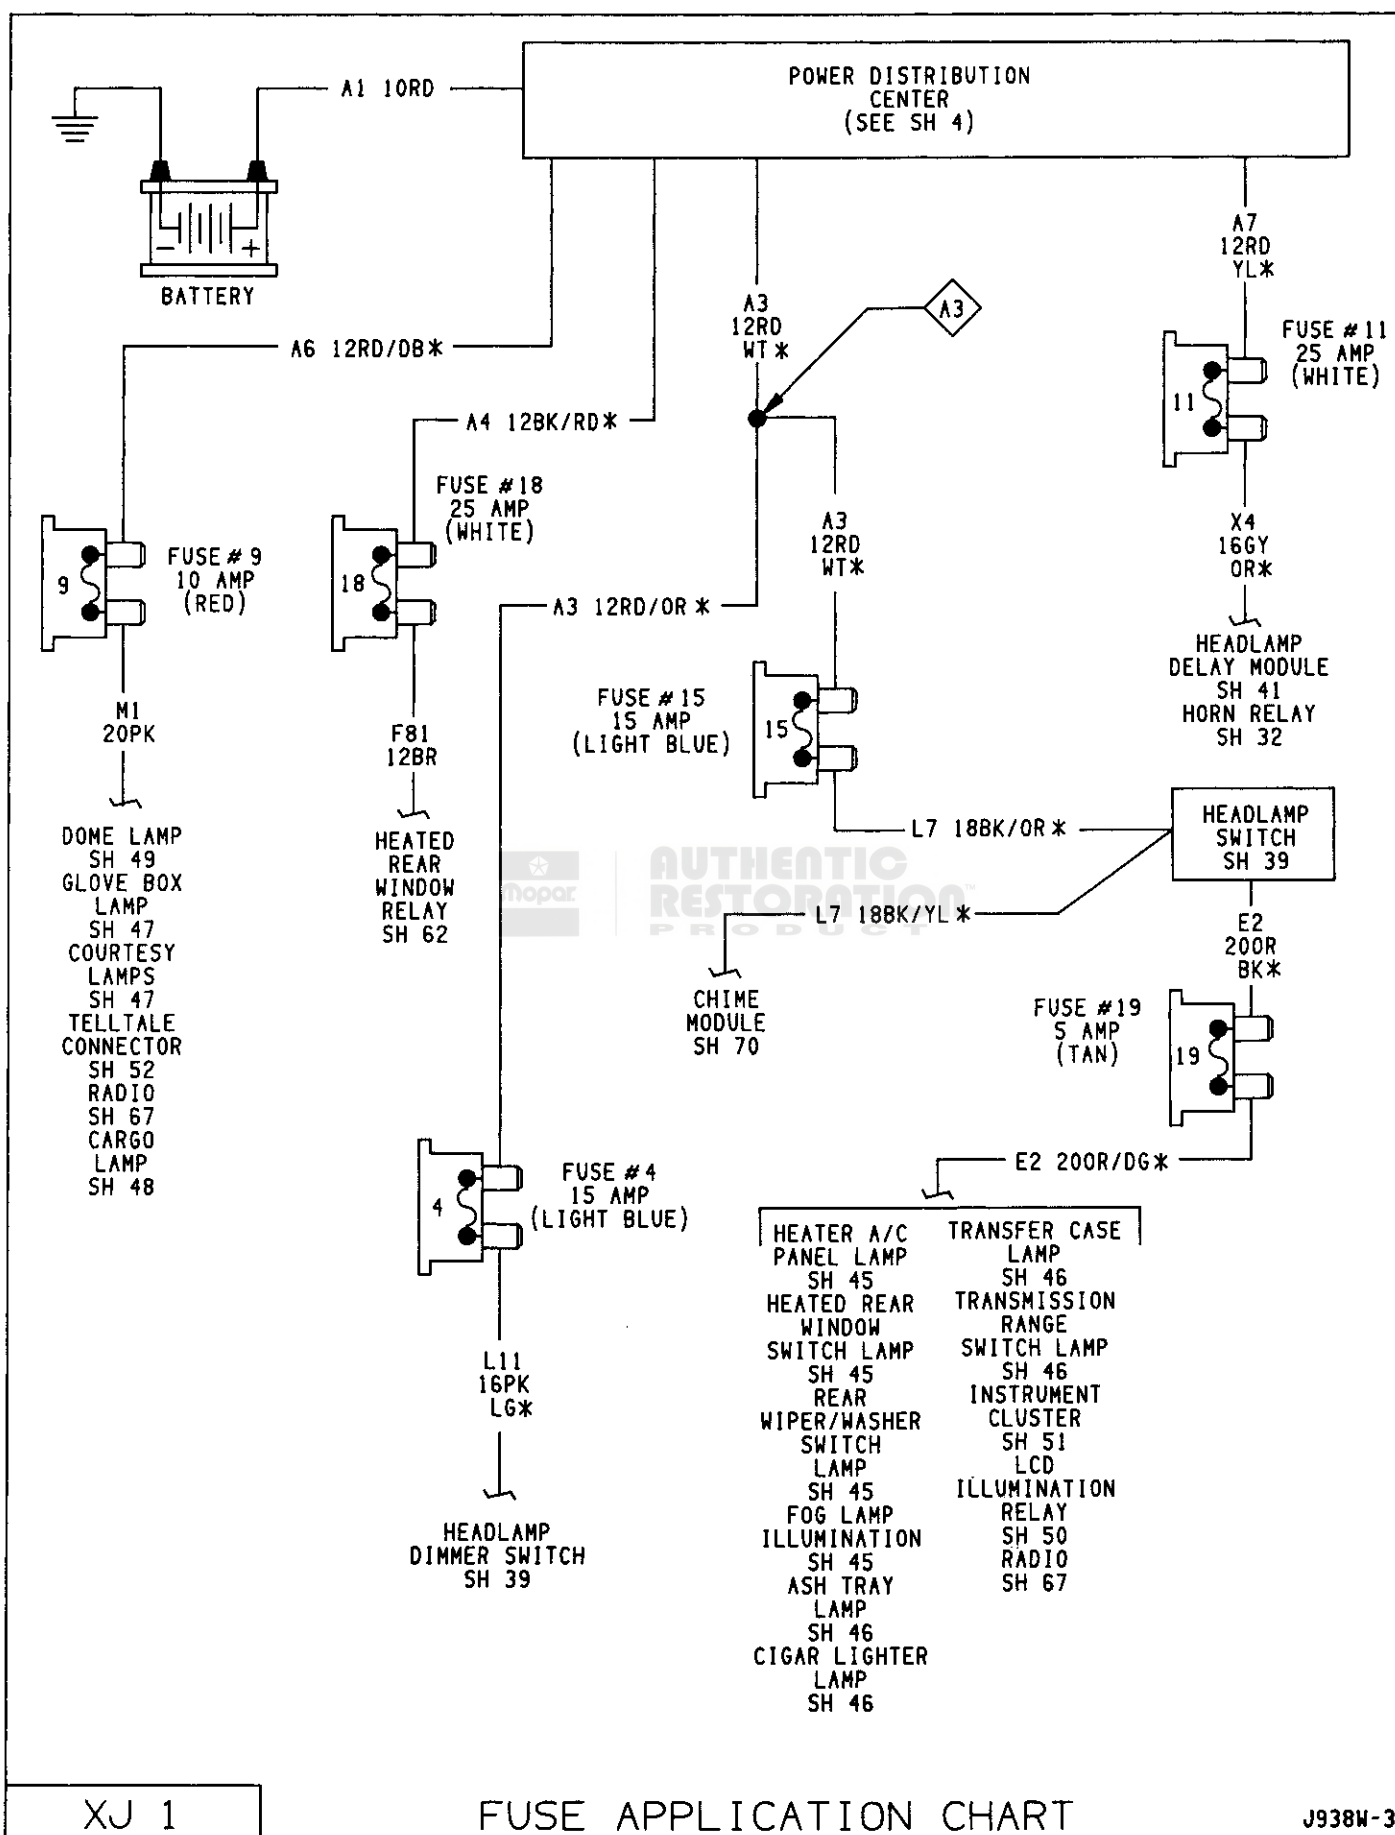 POWER DISTRIBUTION
CENTER
(SEE SH 4)
A1 10RD
BATTERY
- +
A7
12RD
YL*
A3
12RD
WT*
A3
FUSE #11
25 AMP
(WHITE)
11
A6 12RD/DB*
A4 12BK/RD*
FUSE #18
25 AMP
(WHITE)
18
A3
12RD
WT*
X4
16GY
OR*
9
FUSE #9
10 AMP
(RED)
A3 12RD/OR*
HEADLAMP
DELAY MODULE
SH 41
HORN RELAY
SH 32
FUSE #15
15 AMP
(LIGHT BLUE)
15
M1
20PK
F81
12BR
L7 18BK/OR*
HEADLAMP
SWITCH
SH 39
DOME LAMP
SH 49
GLOVE BOX
LAMP
SH 47
COURTESY
LAMPS
SH 47
TELLTALE
CONNECTOR
SH 52
RADIO
SH 67
CARGO
LAMP
SH 48
HEATED
REAR
WINDOW
RELAY
SH 62
Mopar
AUTHENTIC
RESTORATION™
PRODUCT
L7 18BK/YL*
E2
20OR
BK*
CHIME
MODULE
SH 70
FUSE #19
5 AMP
(TAN)
19
E2 20OR/DG*
4
FUSE #4
15 AMP
(LIGHT BLUE)
L11
16PK
LG*
HEADLAMP
DIMMER SWITCH
SH 39
HEATER A/C
PANEL LAMP
SH 45
HEATED REAR
WINDOW
SWITCH LAMP
SH 45
REAR
WIPER/WASHER
SWITCH
LAMP
SH 45
FOG LAMP
ILLUMINATION
SH 45
ASH TRAY
LAMP
SH 46
CIGAR LIGHTER
LAMP
SH 46
TRANSFER CASE
LAMP
SH 46
TRANSMISSION
RANGE
SWITCH LAMP
SH 46
INSTRUMENT
CLUSTER
SH 51
LCD
ILLUMINATION
RELAY
SH 50
RADIO
SH 67
XJ 1
FUSE APPLICATION CHART
J938W-3